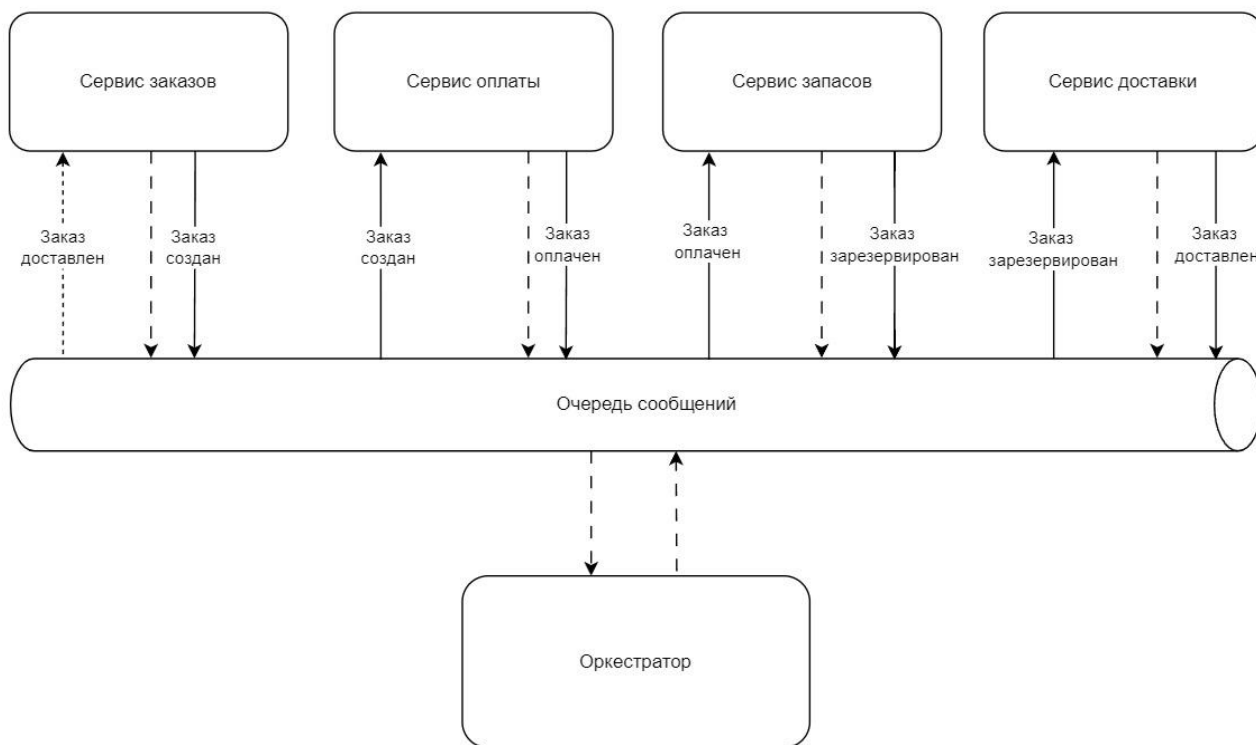 Сервис заказов
Сервис оплаты
Сервис запасов
Сервис доставки
Заказ
доставлен
Заказ
создан
Заказ
создан
Заказ
оплачен
Заказ
оплачен
Заказ
зарезервирован
Заказ
зарезервирован
Заказ
доставлен
Очередь сообщений
Оркестратор